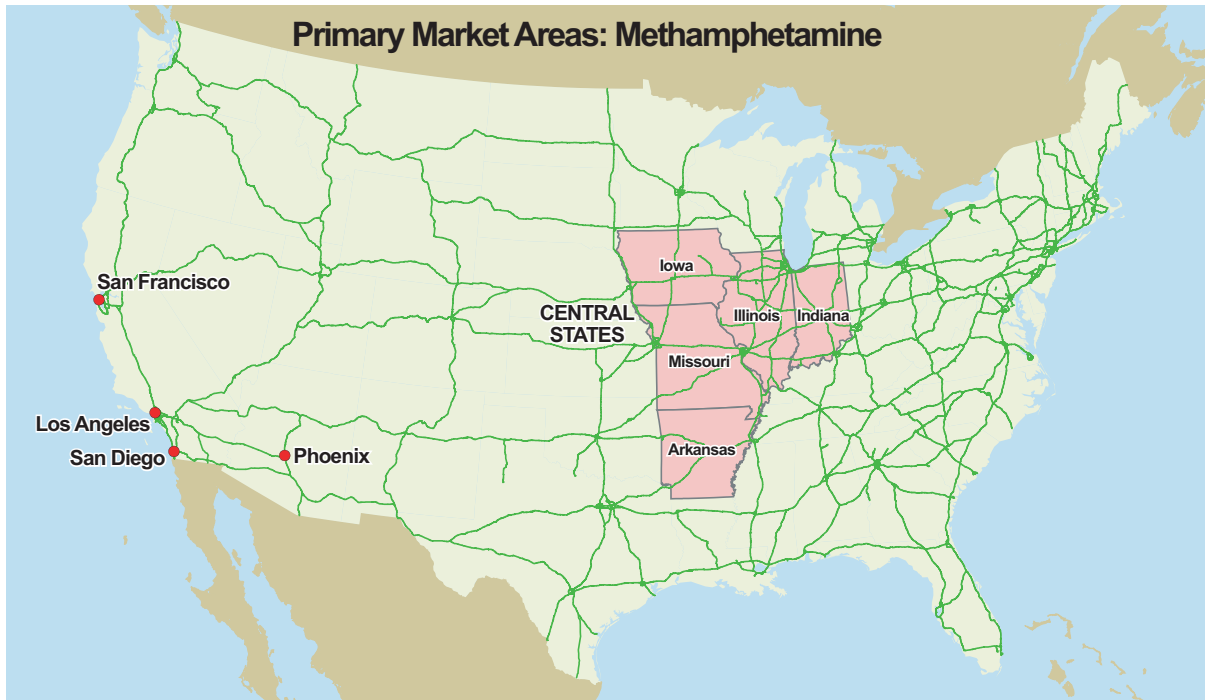 Primary Market Areas: Methamphetamine
Iowa
San Francisco
CENTRAL
STATES
Illinois
Indiana
Missouri
Los Angeles
Arkansas
San Diego
Phoenix